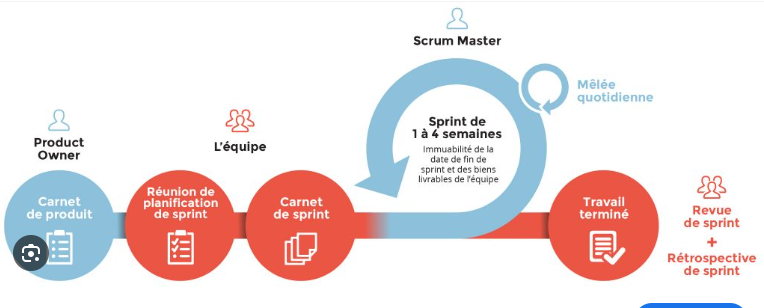 Scrum Master
Mêlée
quotidienne
Product
Owner
L'équipe
Sprint de
1 à 4 semaines
Immuabilité de la
date de fin de
sprint et des biens
livrables de l'équipe
Carnet
de produit
Réunion de
planification
de sprint
Carnet
de sprint
Travail
terminé
Revue
de sprint
+
Rétrospective
de sprint